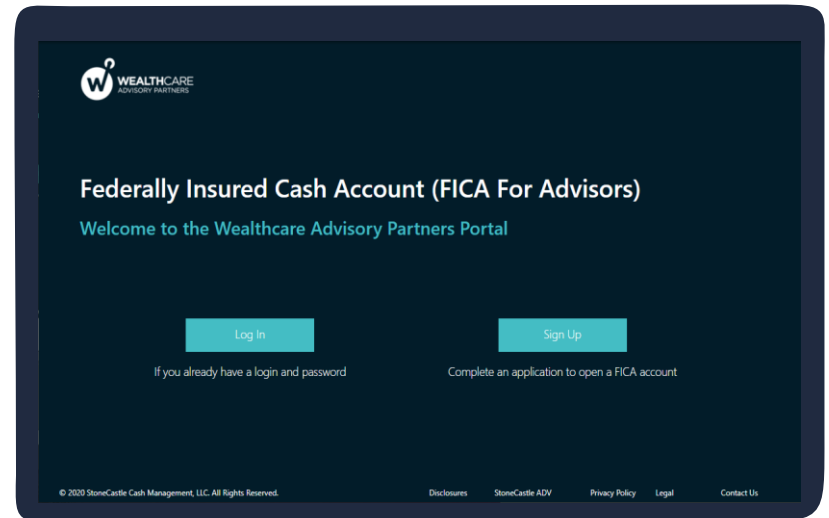 W
WEALTHCARE
ADVISORY PARTNERS
Federally Insured Cash Account (FICA For Advisors)
Welcome to the Wealthcare Advisory Partners Portal
Log In
Sign Up
If you already have a login and password
Complete an application to open a FICA account
© 2020 StoneCastle Cash Management, LLC. All Rights Reserved.
Disclosures
StoneCastle ADV
Privacy Policy
Legal
Contact Us